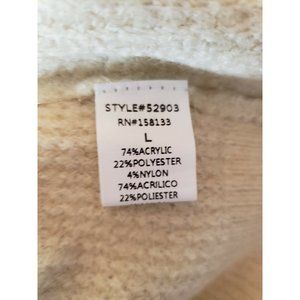 STYLE#52903
RN#158133
L
74%ACRYLIC
22%POLYESTER
4%NYLON
74%ACRILICO
22%POLIESTER